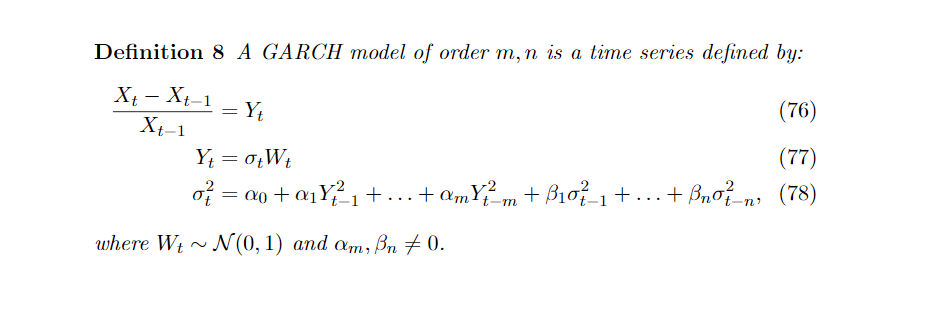 Definition 8 A GARCH model of order m, n is a time series defined by:
\frac{X_t - X_{t-1}}{X_{t-1}} = Y_t (76)
Y_t = σ_t W_t (77)
σ_t^2 = α_0 + α_1 Y_{t-1}^2 + ... + α_m Y_{t-m}^2 + β_1 σ_{t-1}^2 + ... + β_n σ_{t-n}^2, (78)
where W_t ∼ \mathcal{N}(0, 1) and α_m, β_n ≠ 0.